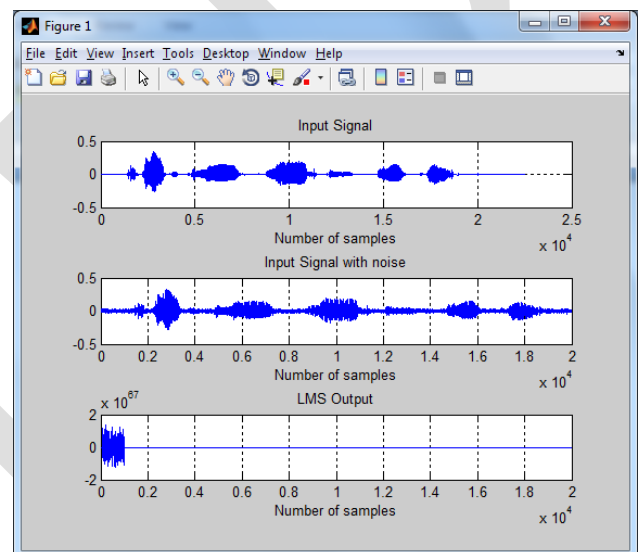 Figure 1
File Edit View Insert Tools Desktop Window Help
Input Signal
0.5
0
-0.5
0 0.5 1 1.5 2 2.5
Number of samples
x 10^4
Input Signal with noise
0.5
0
-0.5
0 0.2 0.4 0.6 0.8 1 1.2 1.4 1.6 1.8 2
Number of samples
x 10^4
x 10^67
LMS Output
2
0
-2
0 0.2 0.4 0.6 0.8 1 1.2 1.4 1.6 1.8 2
Number of samples
x 10^4